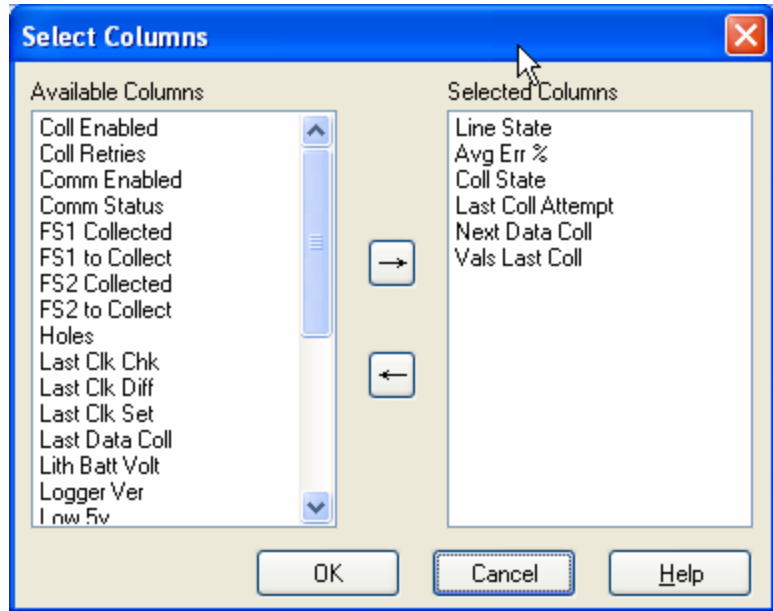 Select Columns
Available Columns
Coll Enabled
Coll Retries
Comm Enabled
Comm Status
FS1 Collected
FS1 to Collect
FS2 Collected
FS2 to Collect
Holes
Last Clk Chk
Last Clk Diff
Last Clk Set
Last Data Coll
Lith Batt Volt
Logger Ver
Low 5v
Selected Columns
Line State
Avg Err %
Coll State
Last Coll Attempt
Next Data Coll
Vals Last Coll
OK
Cancel
Help